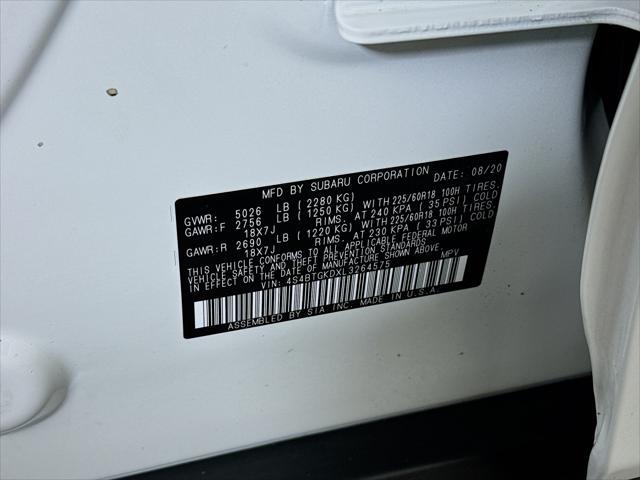 MFD BY SUBARU CORPORATION DATE: 08/20
GVWR: 5026 LB (2280 KG)
GAWR:F 2756 LB (1250 KG) WITH 225/60R18 100H TIRES,
18X7J RIMS, AT 240 KPA (35 PSI) COLD
GAWR:R 2690 LB (1220 KG) WITH 225/60R18 100H TIRES,
18X7J RIMS, AT 230 KPA (33 PSI) COLD
THIS VEHICLE CONFORMS TO ALL APPLICABLE FEDERAL MOTOR
VEHICLE SAFETY, BUMPER, AND THEFT PREVENTION STANDARDS
IN EFFECT ON THE DATE OF MANUFACTURE SHOWN ABOVE.
VIN: 4S4BTGKDXL3264575 MPV
ASSEMBLED BY SIA INC. MADE IN U.S.A.